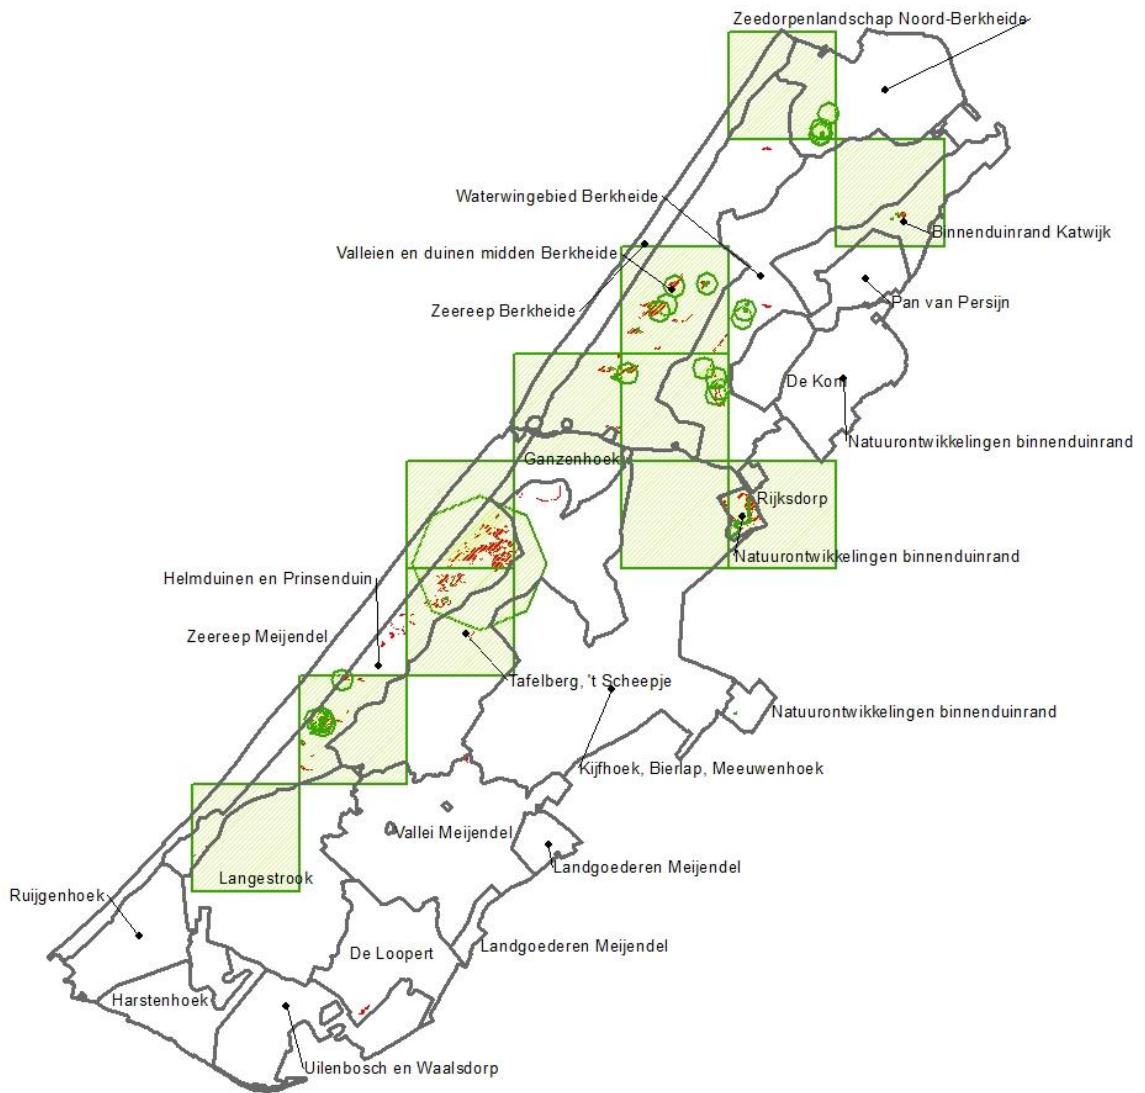 Zeedorpenlandschap Noord-Berkheide
Waterwingebied Berkheide
Binnenduinrand Katwijk
Valleien en duinen midden Berkheide
Pan van Persijn
Zeereep Berkheide
De Kom
Natuurontwikkelingen binnenduinrand
Ganzenhoek
Rijksdorp
Natuurontwikkelingen binnenduinrand
Helmduinen en Prinsenduin
Zeereep Meijendel
Tafelberg, 't Scheepje
Natuurontwikkelingen binnenduinrand
Kijfhoek, Bierlap, Meeuwenhoek
Vallei Meijendel
Landgoederen Meijendel
Langestrook
Ruijgenhoek
Landgoederen Meijendel
De Loopert
Harstenhoek
Uilenbosch en Waalsdorp